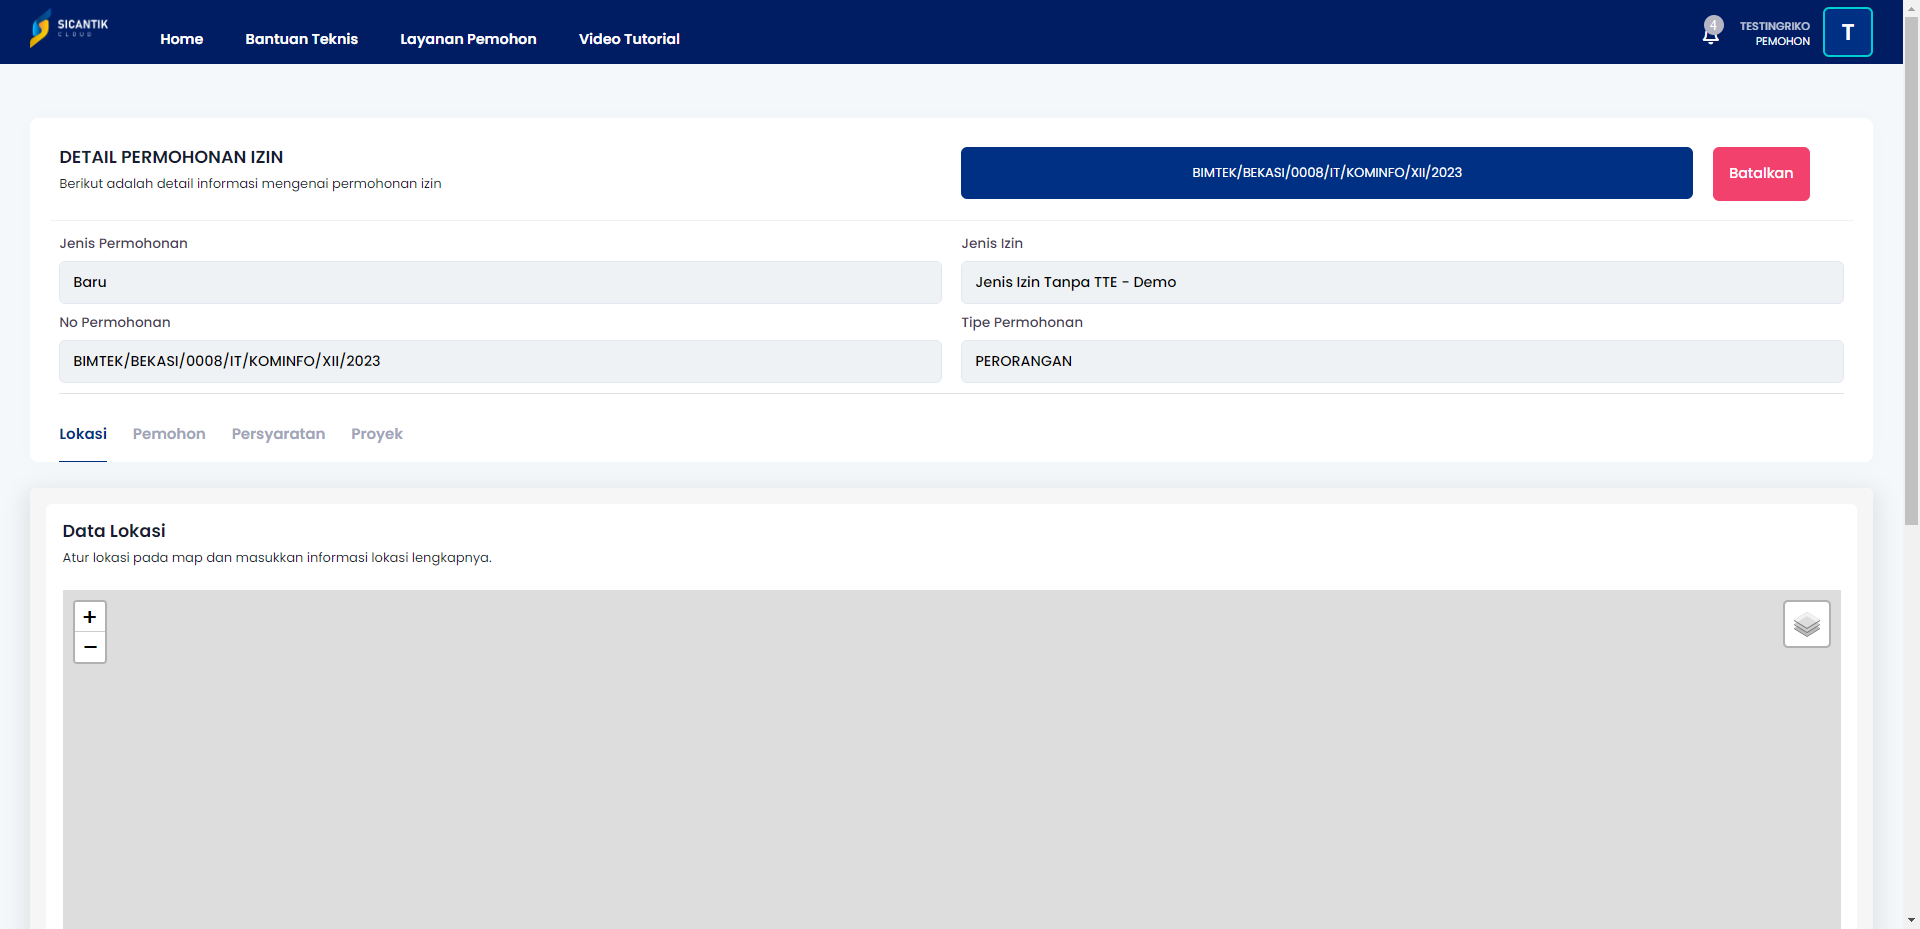 SICANTIK
CLOUD
Home
Bantuan Teknis
Layanan Pemohon
Video Tutorial
4
TESTINGRIKO
PEMOHON
T
DETAIL PERMOHONAN IZIN
Berikut adalah detail informasi mengenai permohonan izin
BIMTEK/BEKASI/0008/IT/KOMINFO/XII/2023
Batalkan
Jenis Permohonan
Baru
Jenis Izin
Jenis Izin Tanpa TTE - Demo
No Permohonan
BIMTEK/BEKASI/0008/IT/KOMINFO/XII/2023
Tipe Permohonan
PERORANGAN
Lokasi
Pemohon
Persyaratan
Proyek
Data Lokasi
Atur lokasi pada map dan masukkan informasi lokasi lengkapnya.
+
−